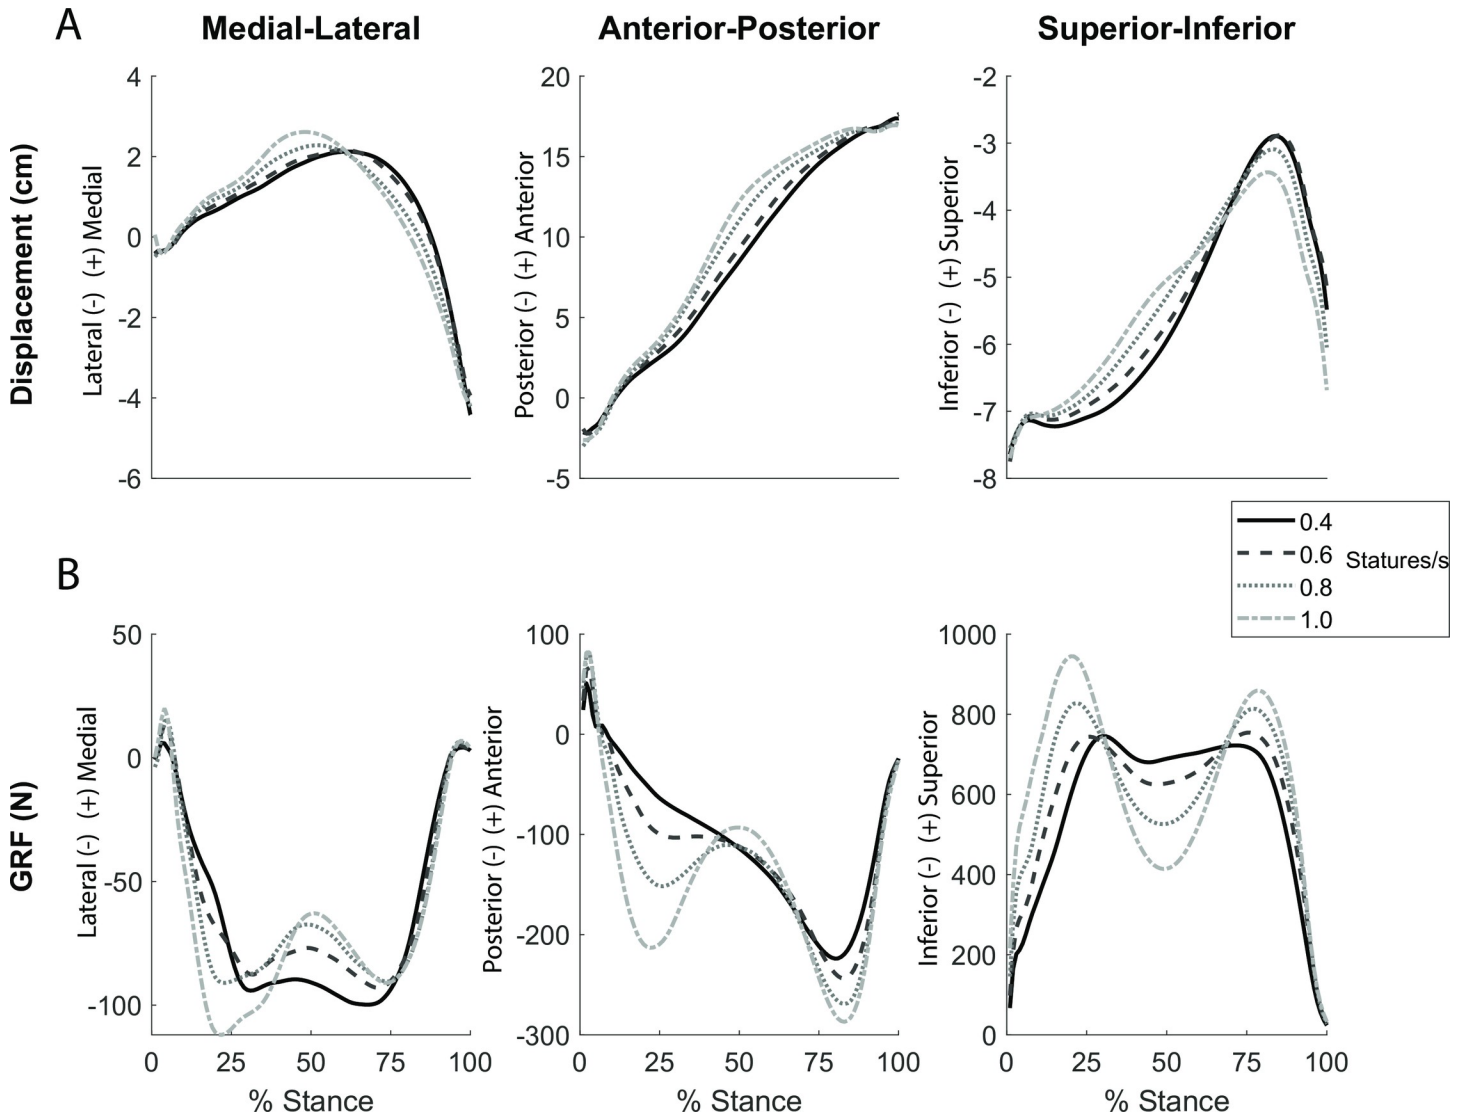 A
Medial-Lateral Anterior-Posterior Superior-Inferior
Displacement (cm)
Lateral (-) (+) Medial
4
2
0
-2
-4
-6
Posterior (-) (+) Anterior
20
15
10
5
0
-5
Inferior (-) (+) Superior
-2
-3
-4
-5
-6
-7
-8
0.4
0.6 Statures/s
0.8
1.0
B
GRF (N)
Lateral (-) (+) Medial
50
0
-50
-100
0 25 50 75 100
% Stance
Posterior (-) (+) Anterior
100
0
-100
-200
-300
0 25 50 75 100
% Stance
Inferior (-) (+) Superior
1000
800
600
400
200
0
0 25 50 75 100
% Stance